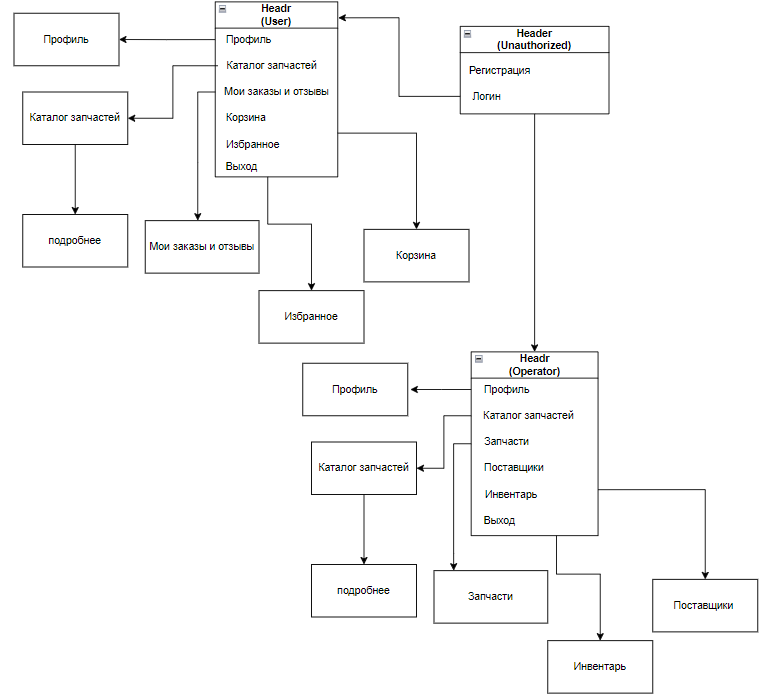 Headr
(User)
Профиль
Каталог запчастей
Мои заказы и отзывы
Корзина
Избранное
Выход
Header
(Unauthorized)
Регистрация
Логин
Профиль
Каталог запчастей
подробнее
Мои заказы и отзывы
Корзина
Избранное
Headr
(Operator)
Профиль
Каталог запчастей
Запчасти
Поставщики
Инвентарь
Выход
Профиль
Каталог запчастей
подробнее
Запчасти
Поставщики
Инвентарь